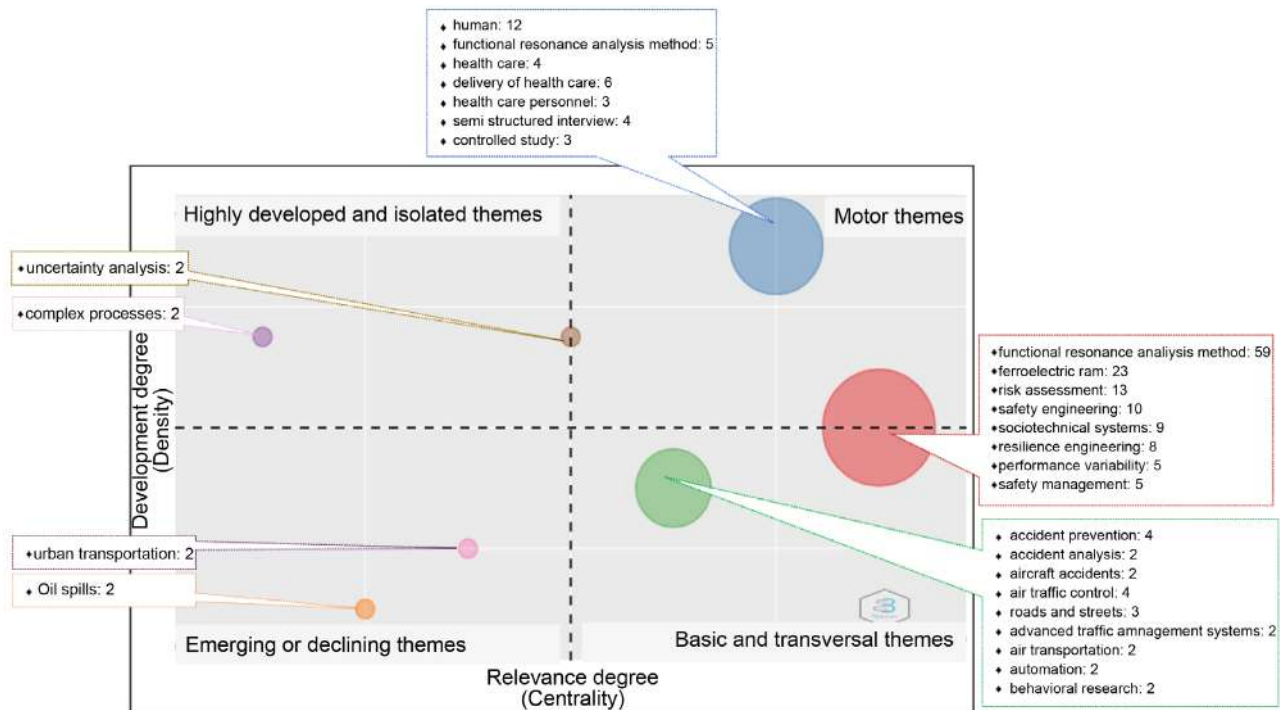 ♦ human: 12
♦ functional resonance analysis method: 5
♦ health care: 4
♦ delivery of health care: 6
♦ health care personnel: 3
♦ semi structured interview: 4
♦ controlled study: 3
Highly developed and isolated themes
Motor themes
♦uncertainty analysis: 2
♦complex processes: 2
♦functional resonance analiysis method: 59
♦ferroelectric ram: 23
♦risk assessment: 13
♦safety engineering: 10
♦sociotechnical systems: 9
♦resilience engineering: 8
♦performance variability: 5
♦safety management: 5
Development degree
(Density)
♦urban transportation: 2
♦ Oil spills: 2
♦ accident prevention: 4
♦ accident analysis: 2
♦ aircraft accidents: 2
♦ air traffic control: 4
♦ roads and streets: 3
♦ advanced traffic amnagement systems: 2
♦ air transportation: 2
♦ automation: 2
♦ behavioral research: 2
Emerging or declining themes
Basic and transversal themes
Relevance degree
(Centrality)